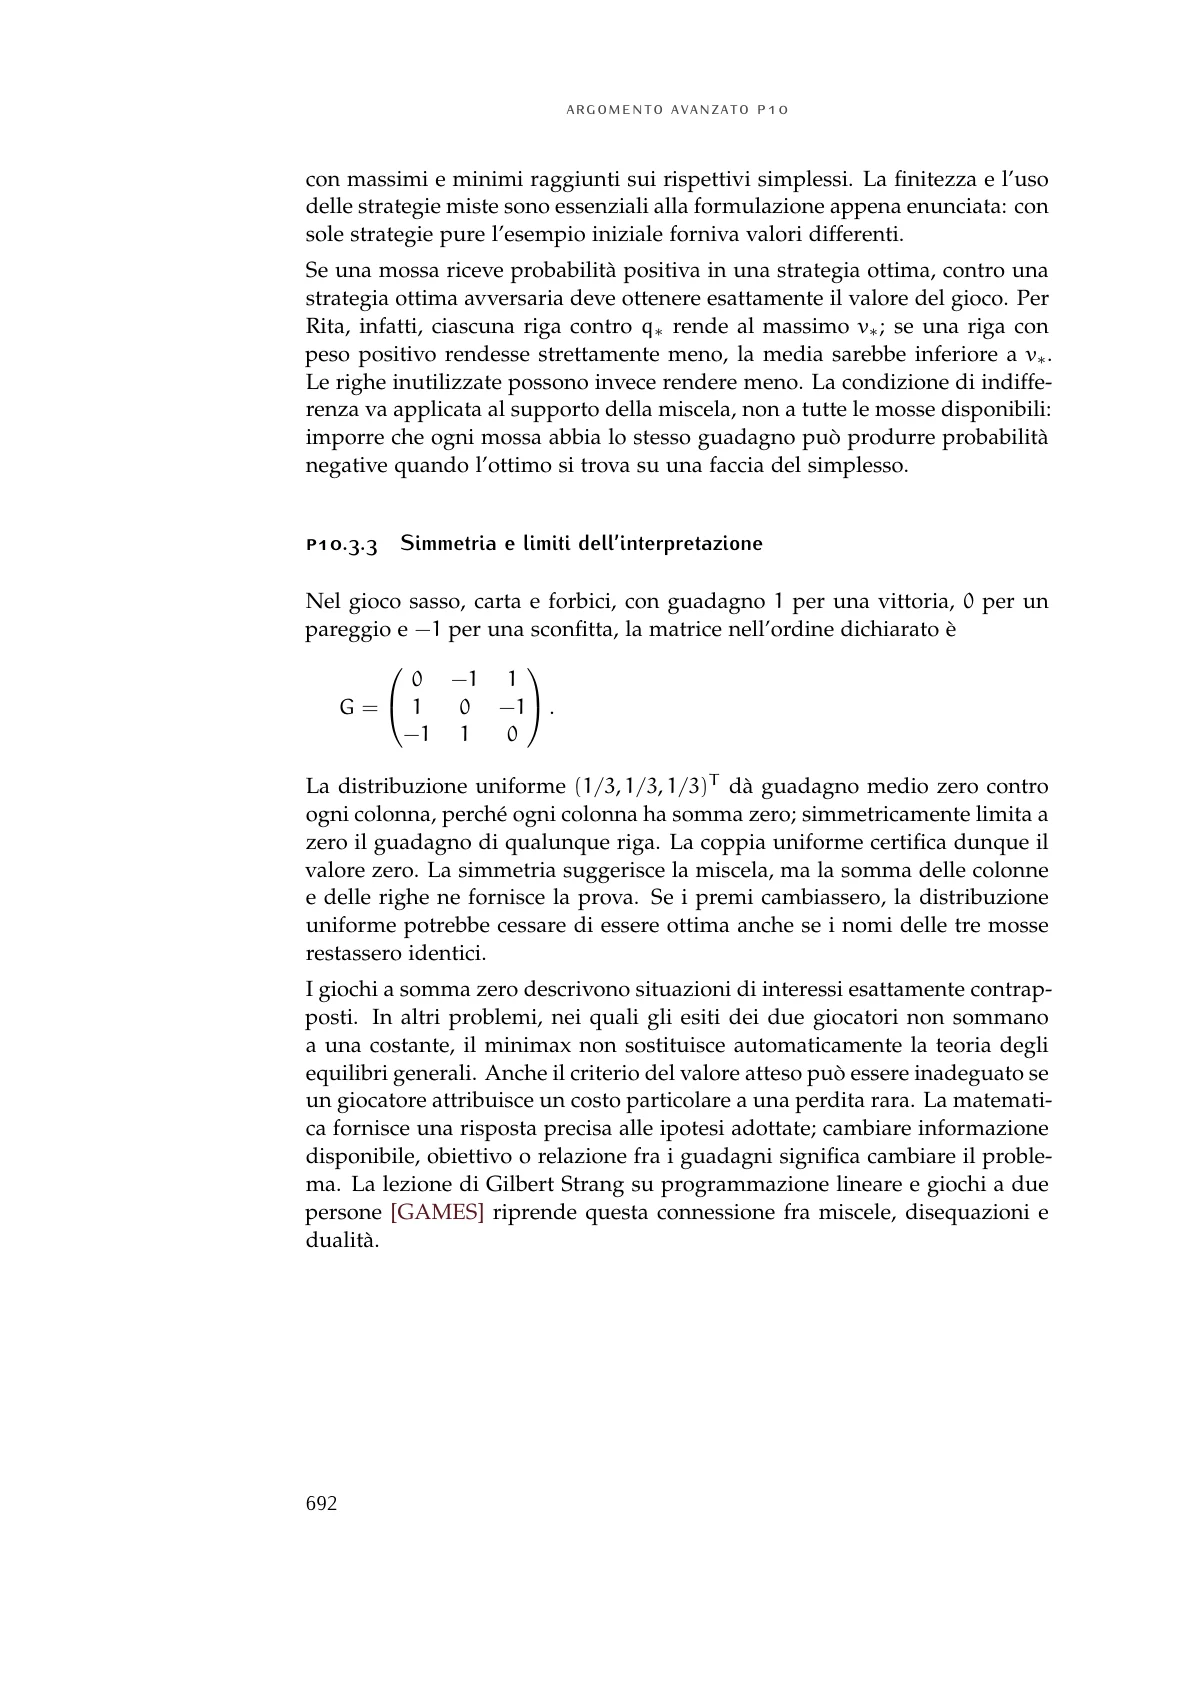 ARGOMENTO AVANZATO P10
con massimi e minimi raggiunti sui rispettivi simplessi. La finitezza e l'uso
delle strategie miste sono essenziali alla formulazione appena enunciata: con
sole strategie pure l'esempio iniziale forniva valori differenti.
Se una mossa riceve probabilità positiva in una strategia ottima, contro una
strategia ottima avversaria deve ottenere esattamente il valore del gioco. Per
Rita, infatti, ciascuna riga contro q∗ rende al massimo v∗; se una riga con
peso positivo rendesse strettamente meno, la media sarebbe inferiore a v∗.
Le righe inutilizzate possono invece rendere meno. La condizione di indiffe-
renza va applicata al supporto della miscela, non a tutte le mosse disponibili:
imporre che ogni mossa abbia lo stesso guadagno può produrre probabilità
negative quando l'ottimo si trova su una faccia del simplesso.
P10.3.3 Simmetria e limiti dell'interpretazione
Nel gioco sasso, carta e forbici, con guadagno 1 per una vittoria, 0 per un
pareggio e −1 per una sconfitta, la matrice nell'ordine dichiarato è
0 −1 1
G = ( 1 0 −1 ) .
−1 1 0
La distribuzione uniforme (1/3, 1/3, 1/3)ᵀ dà guadagno medio zero contro
ogni colonna, perché ogni colonna ha somma zero; simmetricamente limita a
zero il guadagno di qualunque riga. La coppia uniforme certifica dunque il
valore zero. La simmetria suggerisce la miscela, ma la somma delle colonne
e delle righe ne fornisce la prova. Se i premi cambiassero, la distribuzione
uniforme potrebbe cessare di essere ottima anche se i nomi delle tre mosse
restassero identici.
I giochi a somma zero descrivono situazioni di interessi esattamente contrap-
posti. In altri problemi, nei quali gli esiti dei due giocatori non sommano
a una costante, il minimax non sostituisce automaticamente la teoria degli
equilibri generali. Anche il criterio del valore atteso può essere inadeguato se
un giocatore attribuisce un costo particolare a una perdita rara. La matemati-
ca fornisce una risposta precisa alle ipotesi adottate; cambiare informazione
disponibile, obiettivo o relazione fra i guadagni significa cambiare il proble-
ma. La lezione di Gilbert Strang su programmazione lineare e giochi a due
persone [GAMES] riprende questa connessione fra miscele, disequazioni e
dualità.
692